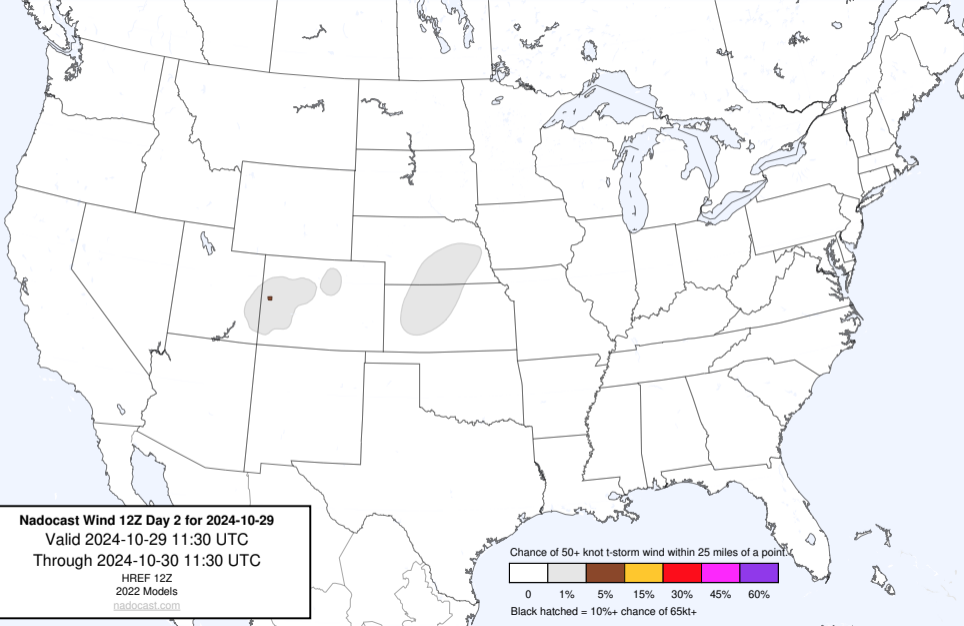 Nadocast Wind 12Z Day 2 for 2024-10-29
Valid 2024-10-29 11:30 UTC
Through 2024-10-30 11:30 UTC
HREF 12Z
2022 Models
nadocast.com
Chance of 50+ knot t-storm wind within 25 miles of a point.
0 1% 5% 15% 30% 45% 60%
Black hatched = 10%+ chance of 65kt+